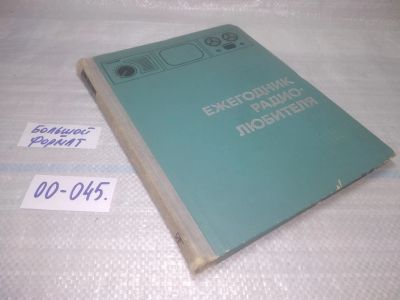 ЕЖЕГОДНИК
РАДИО-
ЛЮБИТЕЛЯ
БОЛЬШОЙ
ФОРМАТ
00-045.